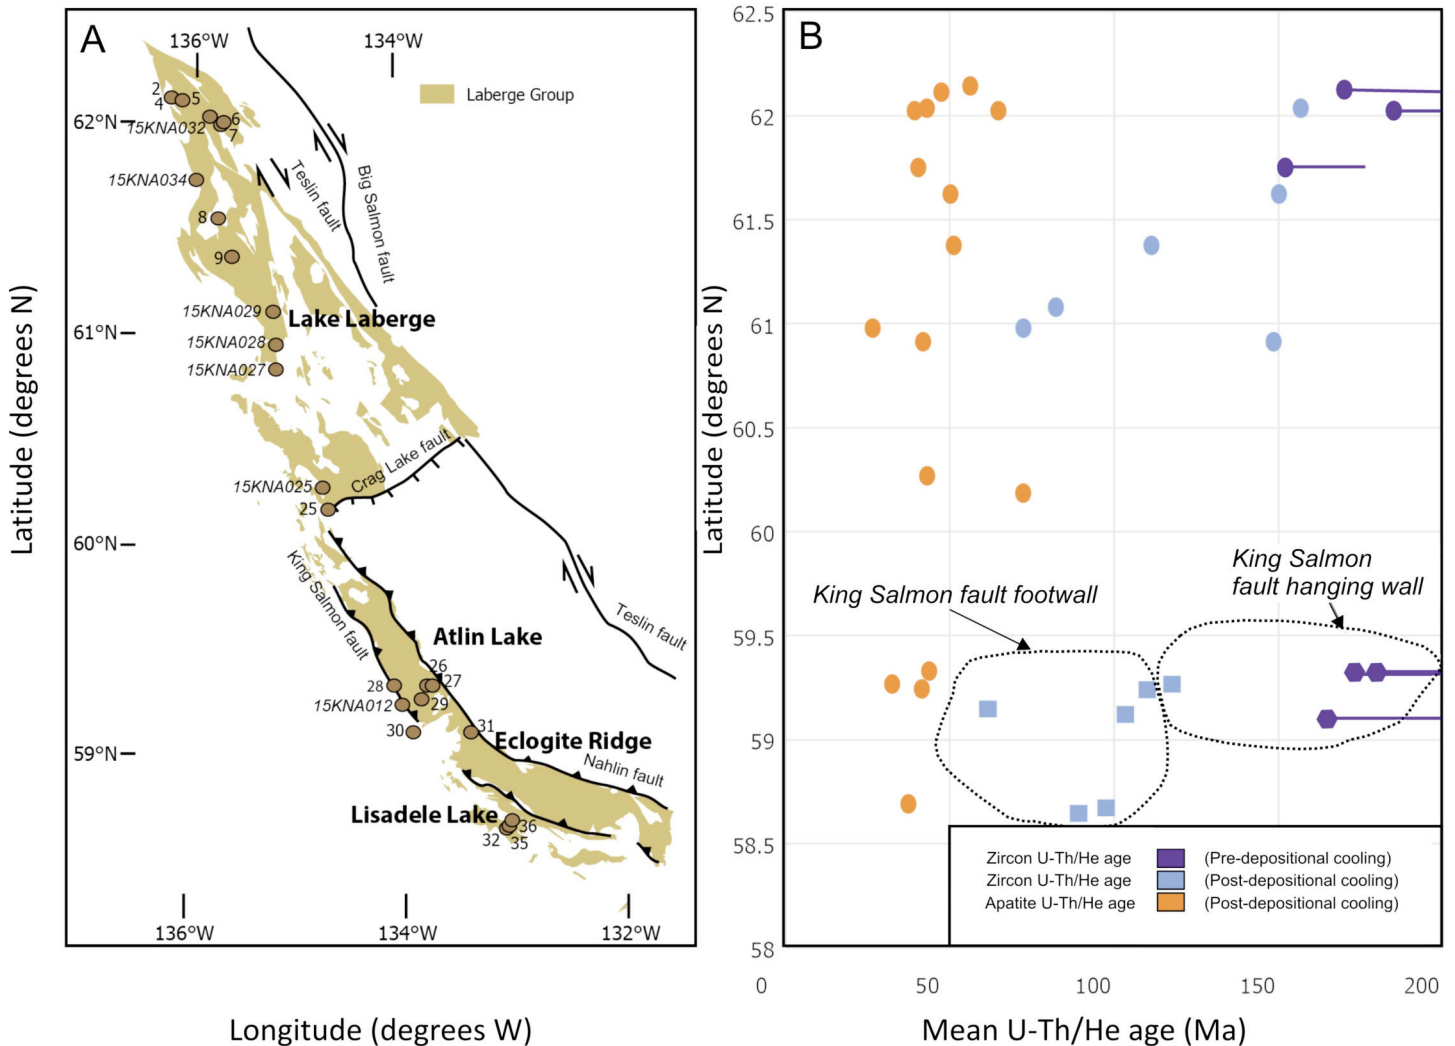 A
136°W
134°W
Laberge Group
2
4
5
62°N
15KNA032
6
7
15KNA034
8
9
Teslin fault
Big Salmon fault
15KNA029
Lake Laberge
61°N
15KNA028
15KNA027
Crag Lake fault
15KNA025
25
60°N
King Salmon fault
Teslin fault
Atlin Lake
26
27
28
29
15KNA012
30
31
59°N
Eclogite Ridge
Nahlin fault
Lisadele Lake
36
32
35
136°W
134°W
132°W
Latitude (degrees N)
Longitude (degrees W)
B
62.5
62
61.5
61
60.5
60
59.5
59
58.5
58
King Salmon
fault hanging wall
King Salmon fault footwall
Zircon U-Th/He age (Pre-depositional cooling)
Zircon U-Th/He age (Post-depositional cooling)
Apatite U-Th/He age (Post-depositional cooling)
0
50
100
150
200
Latitude (degrees N)
Mean U-Th/He age (Ma)